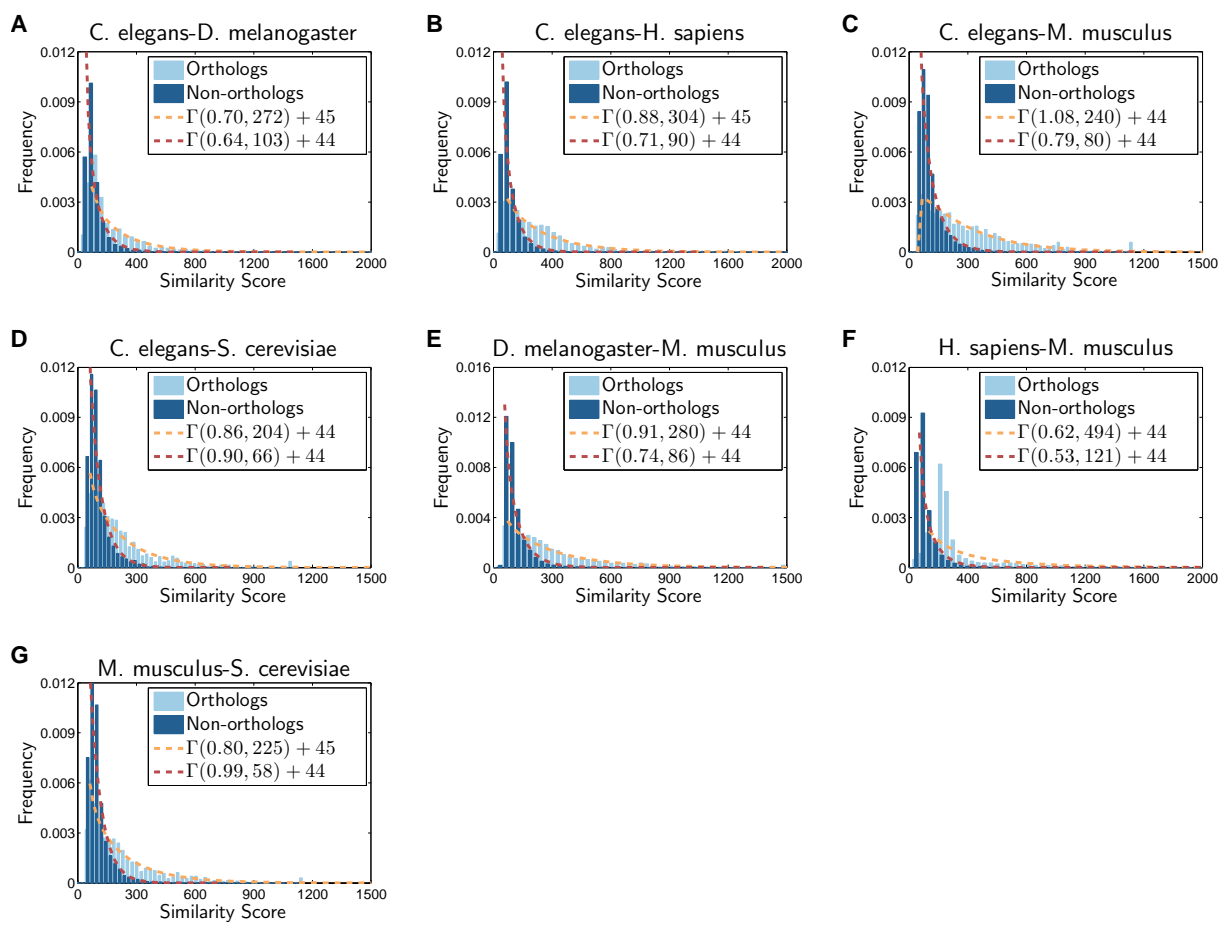 A
C. elegans-D. melanogaster
0.012
0.009
0.006
0.003
0
Frequency
Orthologs
Non-orthologs
Γ(0.70, 272) + 45
Γ(0.64, 103) + 44
0 400 800 1200 1600 2000
Similarity Score
B
C. elegans-H. sapiens
0.012
0.009
0.006
0.003
0
Frequency
Orthologs
Non-orthologs
Γ(0.88, 304) + 45
Γ(0.71, 90) + 44
0 400 800 1200 1600 2000
Similarity Score
C
C. elegans-M. musculus
0.012
0.009
0.006
0.003
0
Frequency
Orthologs
Non-orthologs
Γ(1.08, 240) + 44
Γ(0.79, 80) + 44
0 300 600 900 1200 1500
Similarity Score
D
C. elegans-S. cerevisiae
0.012
0.009
0.006
0.003
0
Frequency
Orthologs
Non-orthologs
Γ(0.86, 204) + 44
Γ(0.90, 66) + 44
0 300 600 900 1200 1500
Similarity Score
E
D. melanogaster-M. musculus
0.016
0.012
0.008
0.004
0
Frequency
Orthologs
Non-orthologs
Γ(0.91, 280) + 44
Γ(0.74, 86) + 44
0 300 600 900 1200 1500
Similarity Score
F
H. sapiens-M. musculus
0.012
0.009
0.006
0.003
0
Frequency
Orthologs
Non-orthologs
Γ(0.62, 494) + 44
Γ(0.53, 121) + 44
0 400 800 1200 1600 2000
Similarity Score
G
M. musculus-S. cerevisiae
0.012
0.009
0.006
0.003
0
Frequency
Orthologs
Non-orthologs
Γ(0.80, 225) + 45
Γ(0.99, 58) + 44
0 300 600 900 1200 1500
Similarity Score